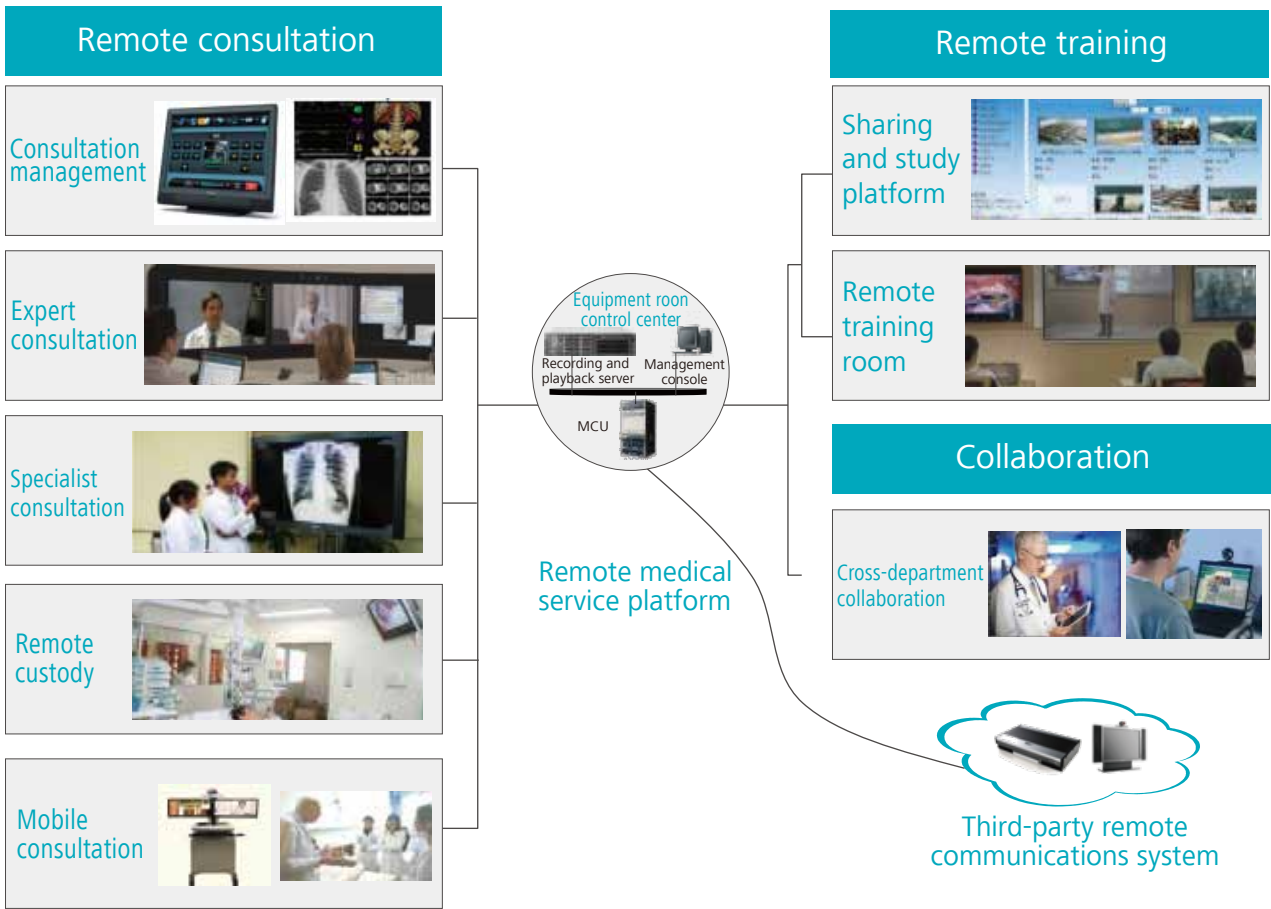 Remote consultation
Consultation
management
Expert
consultation
Specialist
consultation
Remote
custody
Mobile
consultation
Equipment roon
control center
Recording and
playback server
Management
console
MCU
Remote medical
service platform
Remote training
Sharing
and study
platform
Remote
training
room
Collaboration
Cross-department
collaboration
Third-party remote
communications system